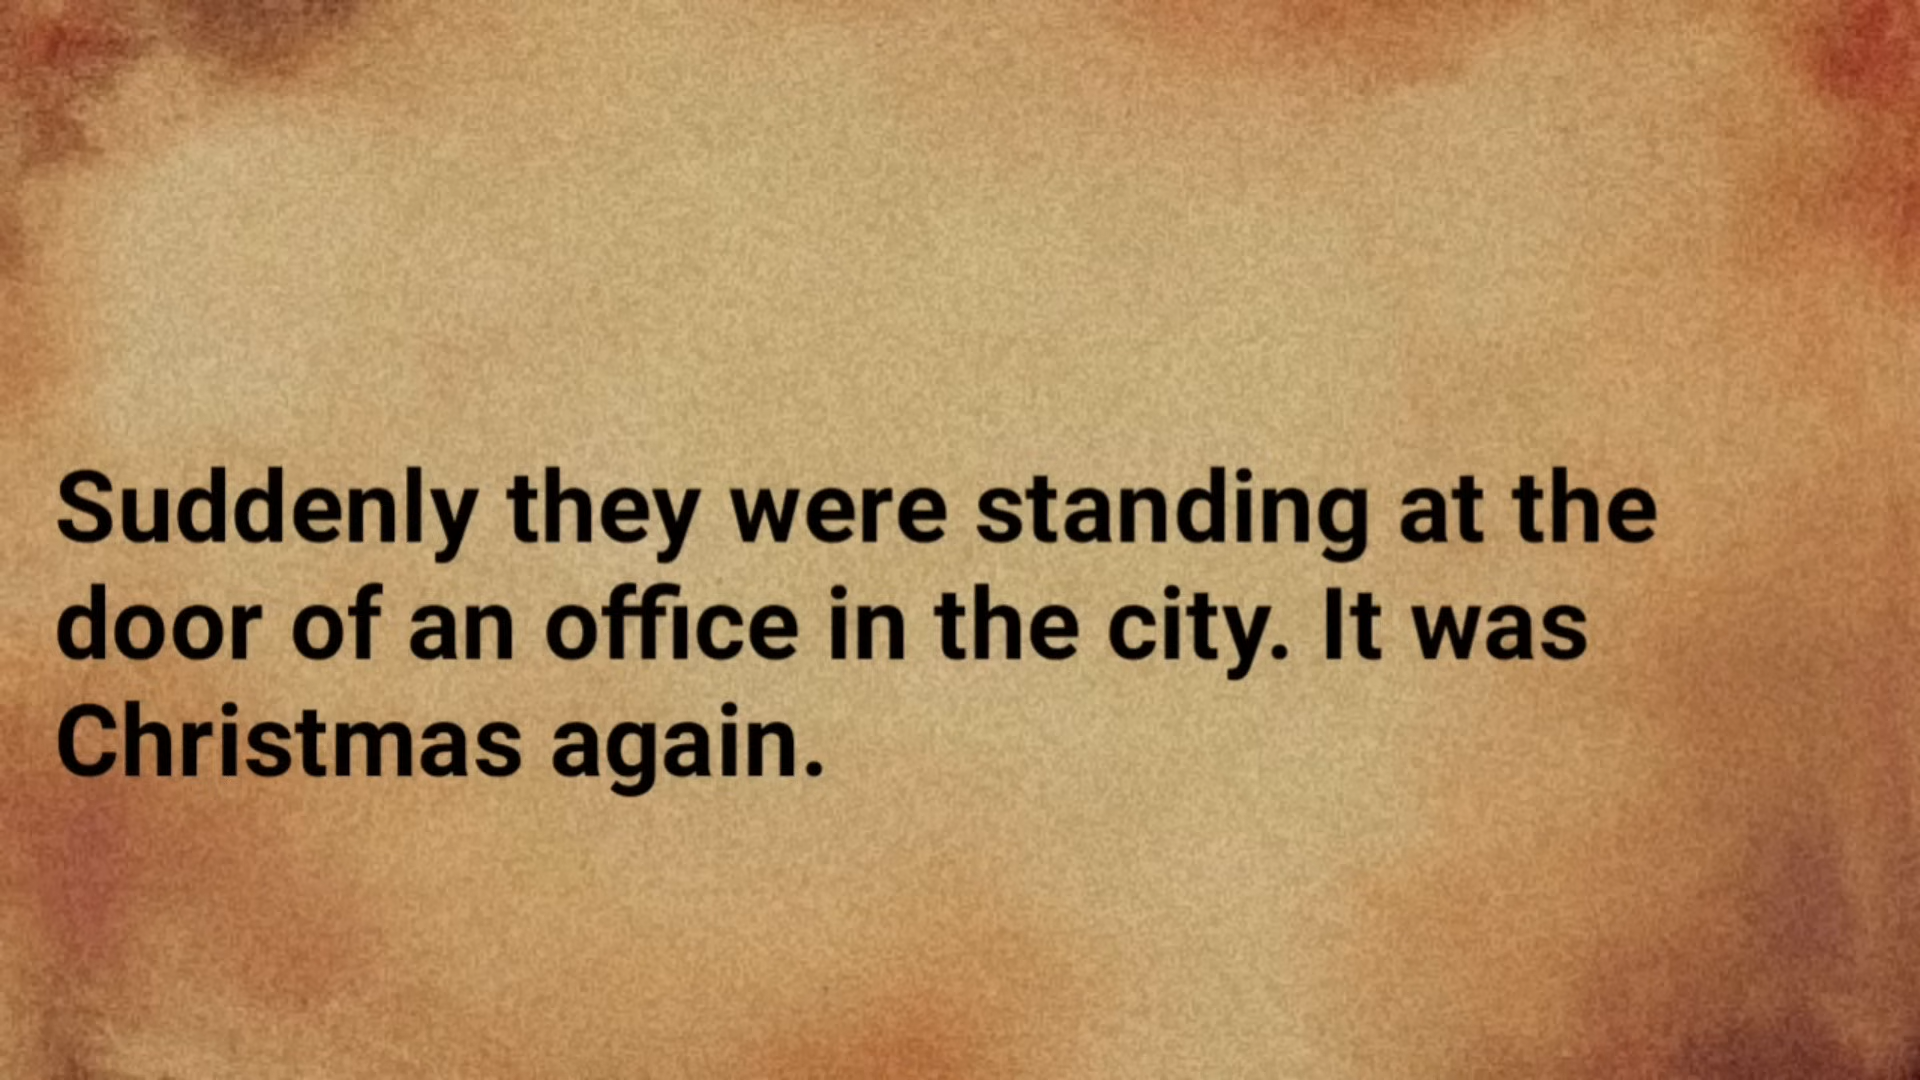 Suddenly they were standing at the
door of an office in the city. It was
Christmas again.